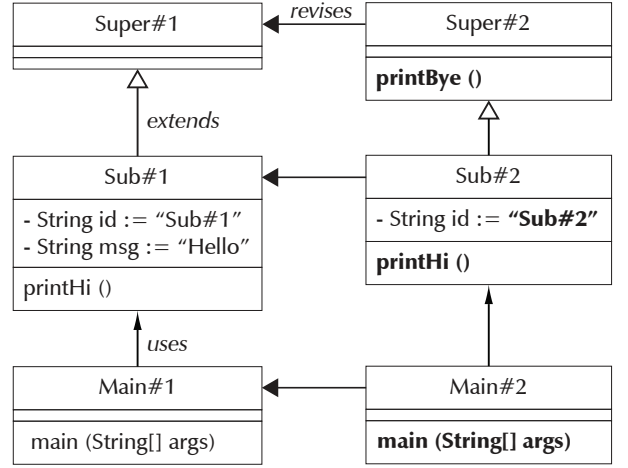 Super#1
revises
Super#2
printBye ()
extends
Sub#1
- String id := “Sub#1”
- String msg := “Hello”
printHi ()
Sub#2
- String id := “Sub#2”
printHi ()
uses
Main#1
main (String[] args)
Main#2
main (String[] args)